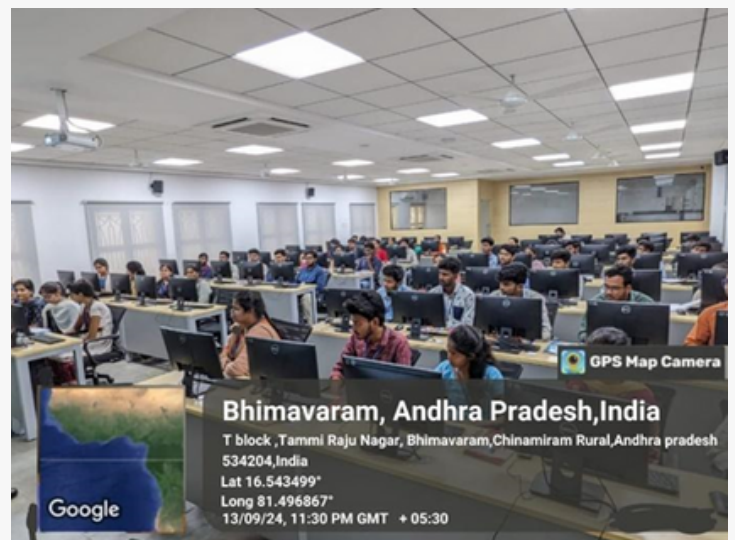 GPS Map Camera
Bhimavaram, Andhra Pradesh,India
T block ,Tammi Raju Nagar, Bhimavaram,Chinamiram Rural,Andhra pradesh
534204,India
Lat 16.543499°
Long 81.496867°
13/09/24, 11:30 PM GMT + 05:30
Google